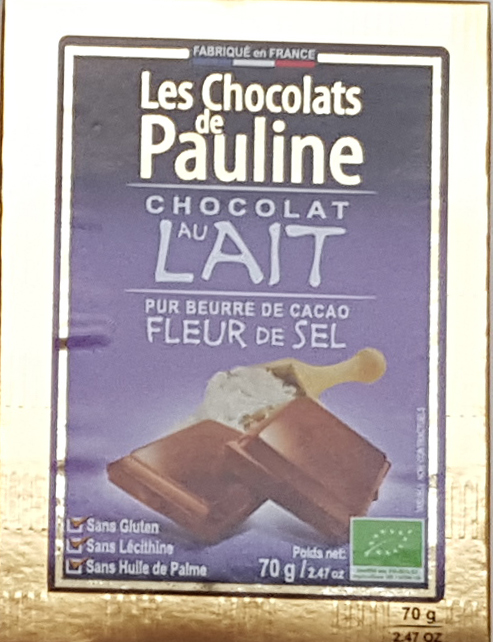 FABRIQUÉ en FRANCE
Les Chocolats
de
Pauline
CHOCOLAT
AU
LAIT
PUR BEURRE DE CACAO
FLEUR DE SEL
Sans Gluten
Sans Lécithine
Sans Huile de Palme
Poids net:
70 g / 2.47 oz
70 g
2.47 OZ